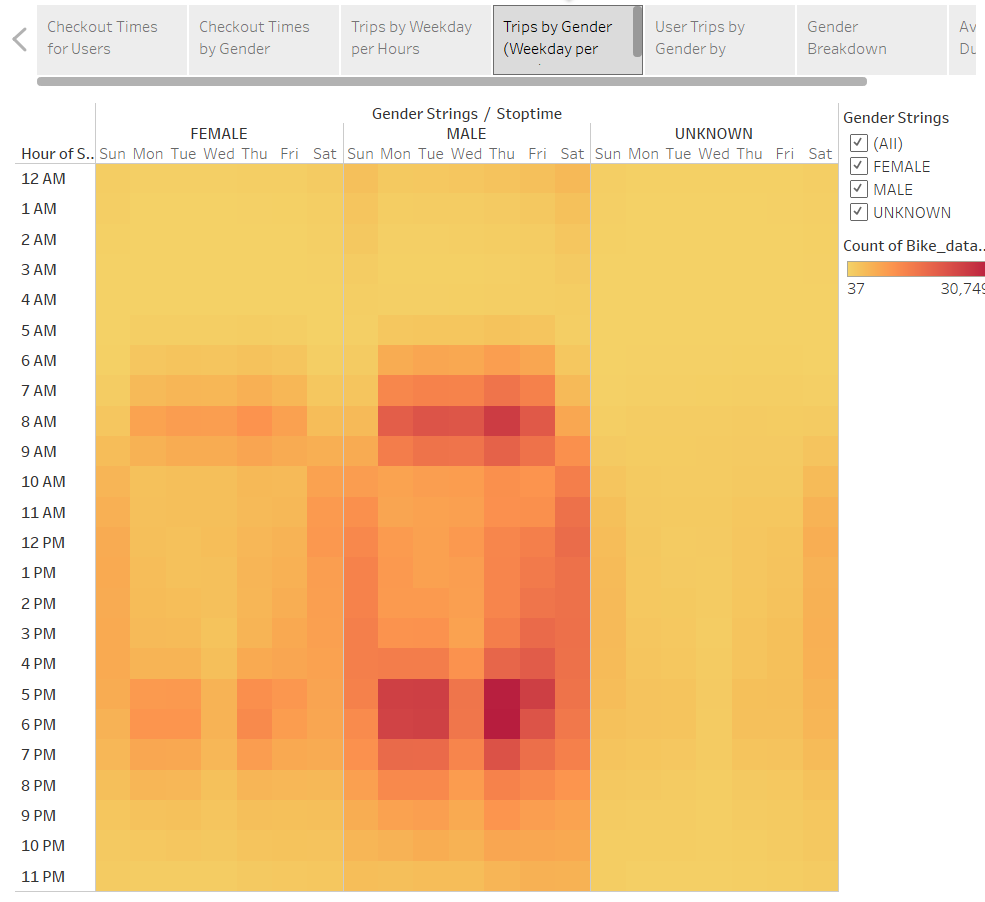 Checkout Times
for Users
Checkout Times
by Gender
Trips by Weekday
per Hours
Trips by Gender
(Weekday per
User Trips by
Gender by
Gender
Breakdown
Av
Du
Gender Strings / Stoptime
FEMALE MALE UNKNOWN
Hour of S.. Sun Mon Tue Wed Thu Fri Sat Sun Mon Tue Wed Thu Fri Sat Sun Mon Tue Wed Thu Fri Sat
12 AM
1 AM
2 AM
3 AM
4 AM
5 AM
6 AM
7 AM
8 AM
9 AM
10 AM
11 AM
12 PM
1 PM
2 PM
3 PM
4 PM
5 PM
6 PM
7 PM
8 PM
9 PM
10 PM
11 PM
Gender Strings
(All)
FEMALE
MALE
UNKNOWN
Count of Bike_data..
37 30,749